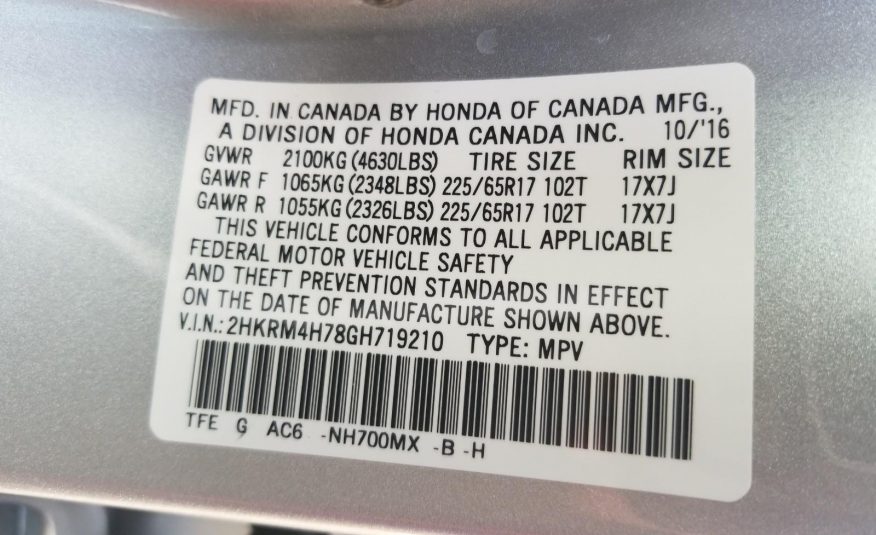 MFD. IN CANADA BY HONDA OF CANADA MFG.,
A DIVISION OF HONDA CANADA INC. 10/'16
GVWR 2100KG (4630LBS) TIRE SIZE RIM SIZE
GAWR F 1065KG (2348LBS) 225/65R17 102T 17X7J
GAWR R 1055KG (2326LBS) 225/65R17 102T 17X7J
THIS VEHICLE CONFORMS TO ALL APPLICABLE
FEDERAL MOTOR VEHICLE SAFETY
AND THEFT PREVENTION STANDARDS IN EFFECT
ON THE DATE OF MANUFACTURE SHOWN ABOVE.
V.I.N.: 2HKRM4H78GH719210 TYPE: MPV
TFE G AC6 -NH700MX -B -H